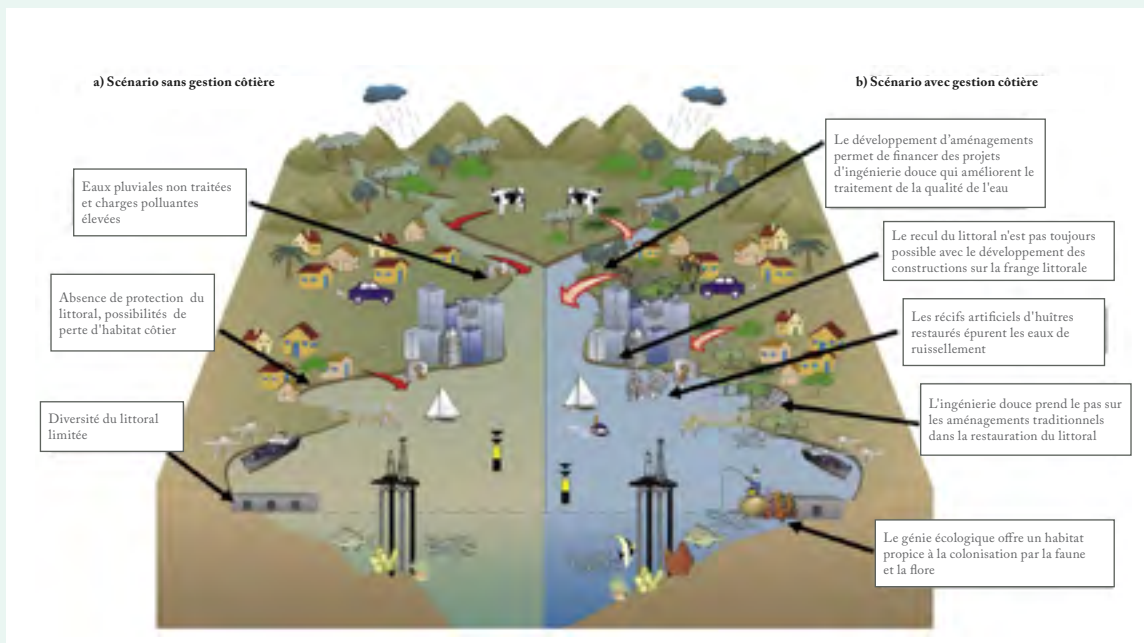 a) Scénario sans gestion côtière
Eaux pluviales non traitées
et charges polluantes
élevées
Absence de protection du
littoral, possibilités de
perte d'habitat côtier
Diversité du littoral
limitée
b) Scénario avec gestion côtière
Le développement d'aménagements
permet de financer des projets
d'ingénierie douce qui améliorent le
traitement de la qualité de l'eau
Le recul du littoral n'est pas toujours
possible avec le développement des
constructions sur la frange littorale
Les récifs artificiels d'huîtres
restaurés épurent les eaux de
ruissellement
L'ingénierie douce prend le pas sur
les aménagements traditionnels
dans la restauration du littoral
Le génie écologique offre un habitat
propice à la colonisation par la faune
et la flore